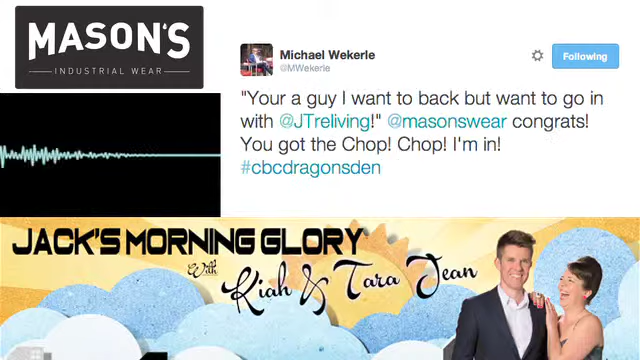 MASON'S
INDUSTRIAL WEAR
Michael Wekerle
@MWekerle
Following
"Your a guy I want to back but want to go in
with @JTreliving!" @masonswear congrats!
You got the Chop! Chop! I'm in!
#cbcdragonsden
JACK'S MORNING GLORY
With Kiah & Tara Jean